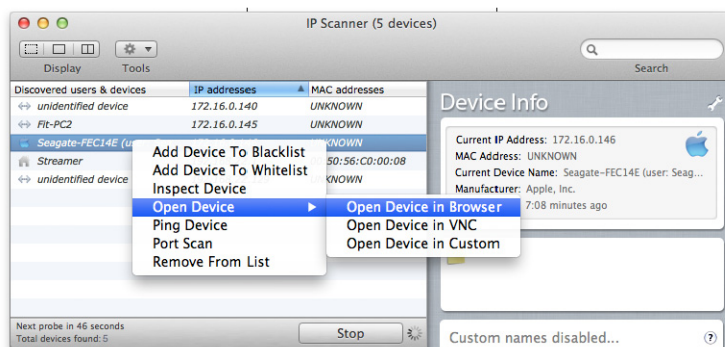 IP Scanner (5 devices)
Display Tools Search
Discovered users & devices IP addresses MAC addresses
unidentified device 172.16.0.140 UNKNOWN
Fit-PC2 172.16.0.145 UNKNOWN
Seagate-FEC14E
Streamer 50:56:C0:00:08
unidentified device
Add Device To Blacklist
Add Device To Whitelist
Inspect Device
Open Device
Ping Device
Port Scan
Remove From List
Open Device in Browser
Open Device in VNC
Open Device in Custom
Device Info
Current IP Address: 172.16.0.146
MAC Address: UNKNOWN
Current Device Name: Seagate-FEC14E (user: Seag...
Manufacturer: Apple, Inc.
7:08 minutes ago
Custom names disabled... ?
Next probe in 46 seconds
Total devices found: 5
Stop